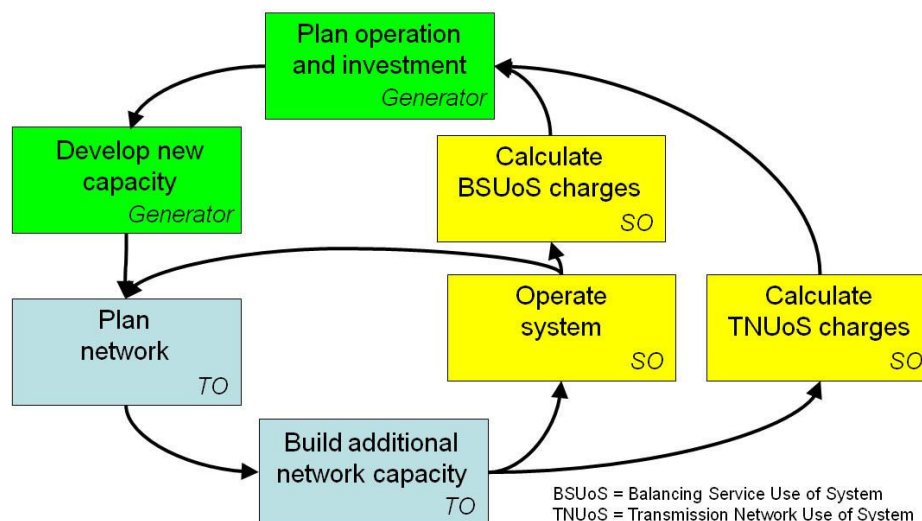 Plan operation
and investment
Generator
Develop new
capacity
Generator
Calculate
BSUoS charges
SO
Plan
network
TO
Operate
system
SO
Calculate
TNUoS charges
SO
Build additional
network capacity
TO
BSUoS = Balancing Service Use of System
TNUoS = Transmission Network Use of System